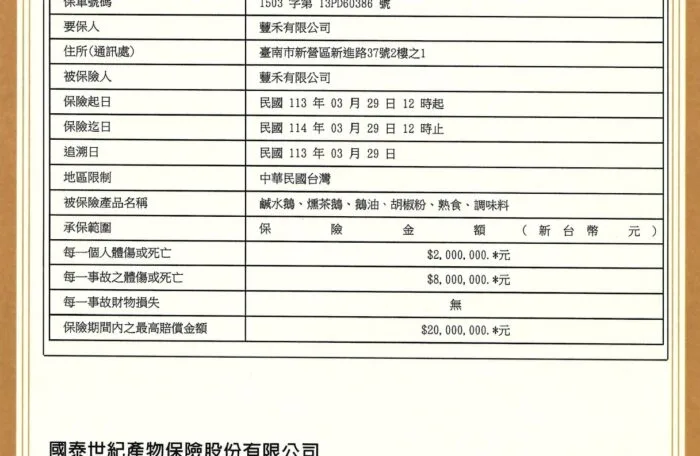 保單號碼 1503 字第 13PD60386 號
要保人 豐禾有限公司
住所(通訊處) 臺南市新營區新進路37號2樓之1
被保險人 豐禾有限公司
保險起日 民國 113 年 03 月 29 日 12 時起
保險迄日 民國 114 年 03 月 29 日 12 時止
追溯日 民國 113 年 03 月 29 日
地區限制 中華民國台灣
被保險產品名稱 鹹水鵝、燻茶鵝、鵝油、胡椒粉、熟食、調味料
承保範圍 保 險 金 額 ( 新 台 幣 元 )
每一個人體傷或死亡 $2,000,000.*元
每一事故之體傷或死亡 $8,000,000.*元
每一事故財物損失 無
保險期間內之最高賠償金額 $20,000,000.*元
國泰世紀產物保險股份有限公司